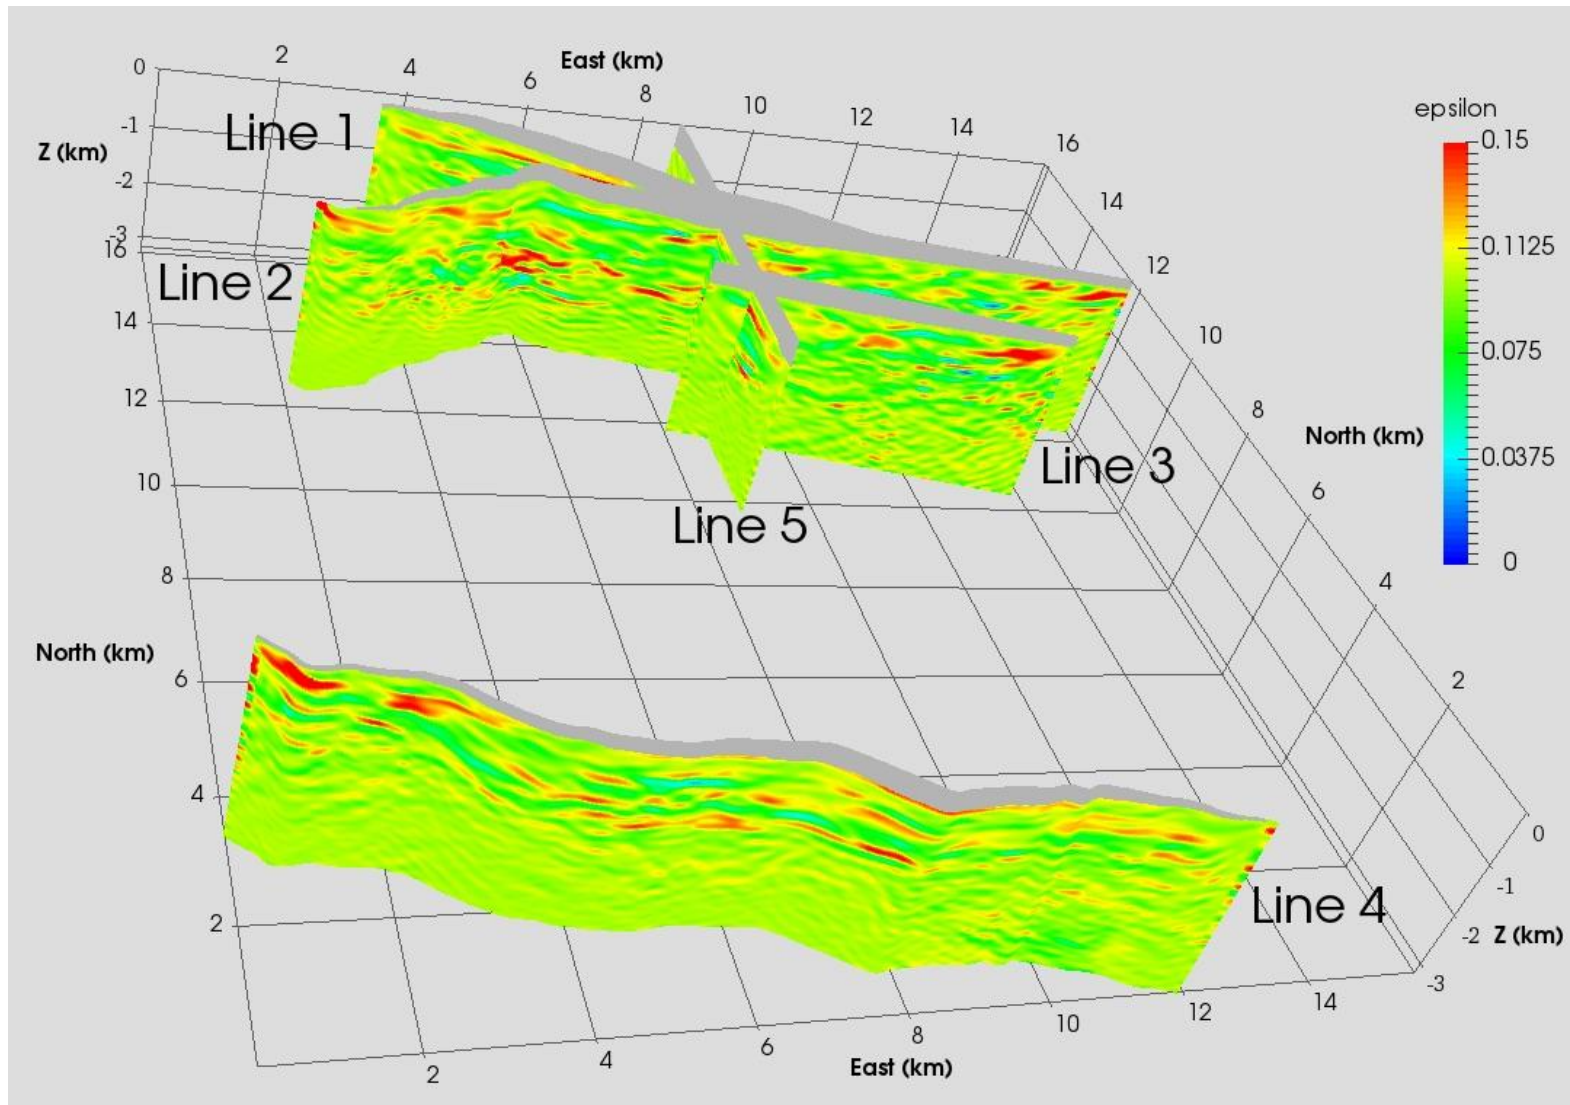 0 2 4 6 8 10 12 14 16
East (km)
Z (km)
0
-1
-2
-3
Line 1
Line 2
Line 3
Line 5
Line 4
epsilon
0.15
0.1125
0.075
0.0375
0
16
14
12
10
8
6
4
2
North (km)
14
12
10
8
6
4
2
0
North (km)
-1
-2
-3
Z (km)
2 4 6 8 10 12 14
East (km)